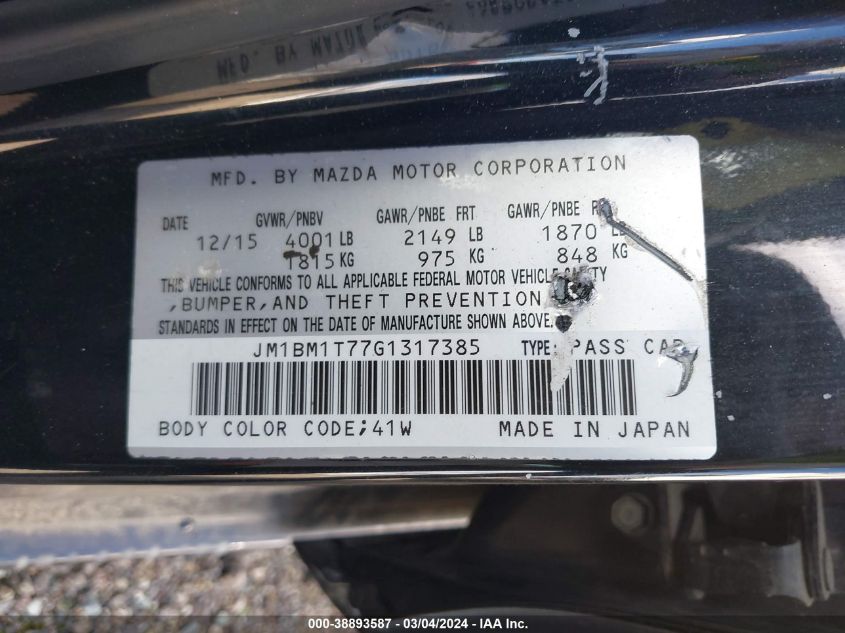 MFD. BY MAZDA MOTOR CORPORATION
DATE GVWR/PNBV GAWR/PNBE FRT GAWR/PNBE
12/15 4001 LB 2149 LB 1870 LB
1815 KG 975 KG 848 KG
THIS VEHICLE CONFORMS TO ALL APPLICABLE FEDERAL MOTOR VEHICLE SAFETY
,BUMPER,AND THEFT PREVENTION
STANDARDS IN EFFECT ON THE DATE OF MANUFACTURE SHOWN ABOVE.
JM1BM1T77G1317385 TYPE: PASS CAR
BODY COLOR CODE;41W MADE IN JAPAN
000-38893587 - 03/04/2024 - IAA Inc.